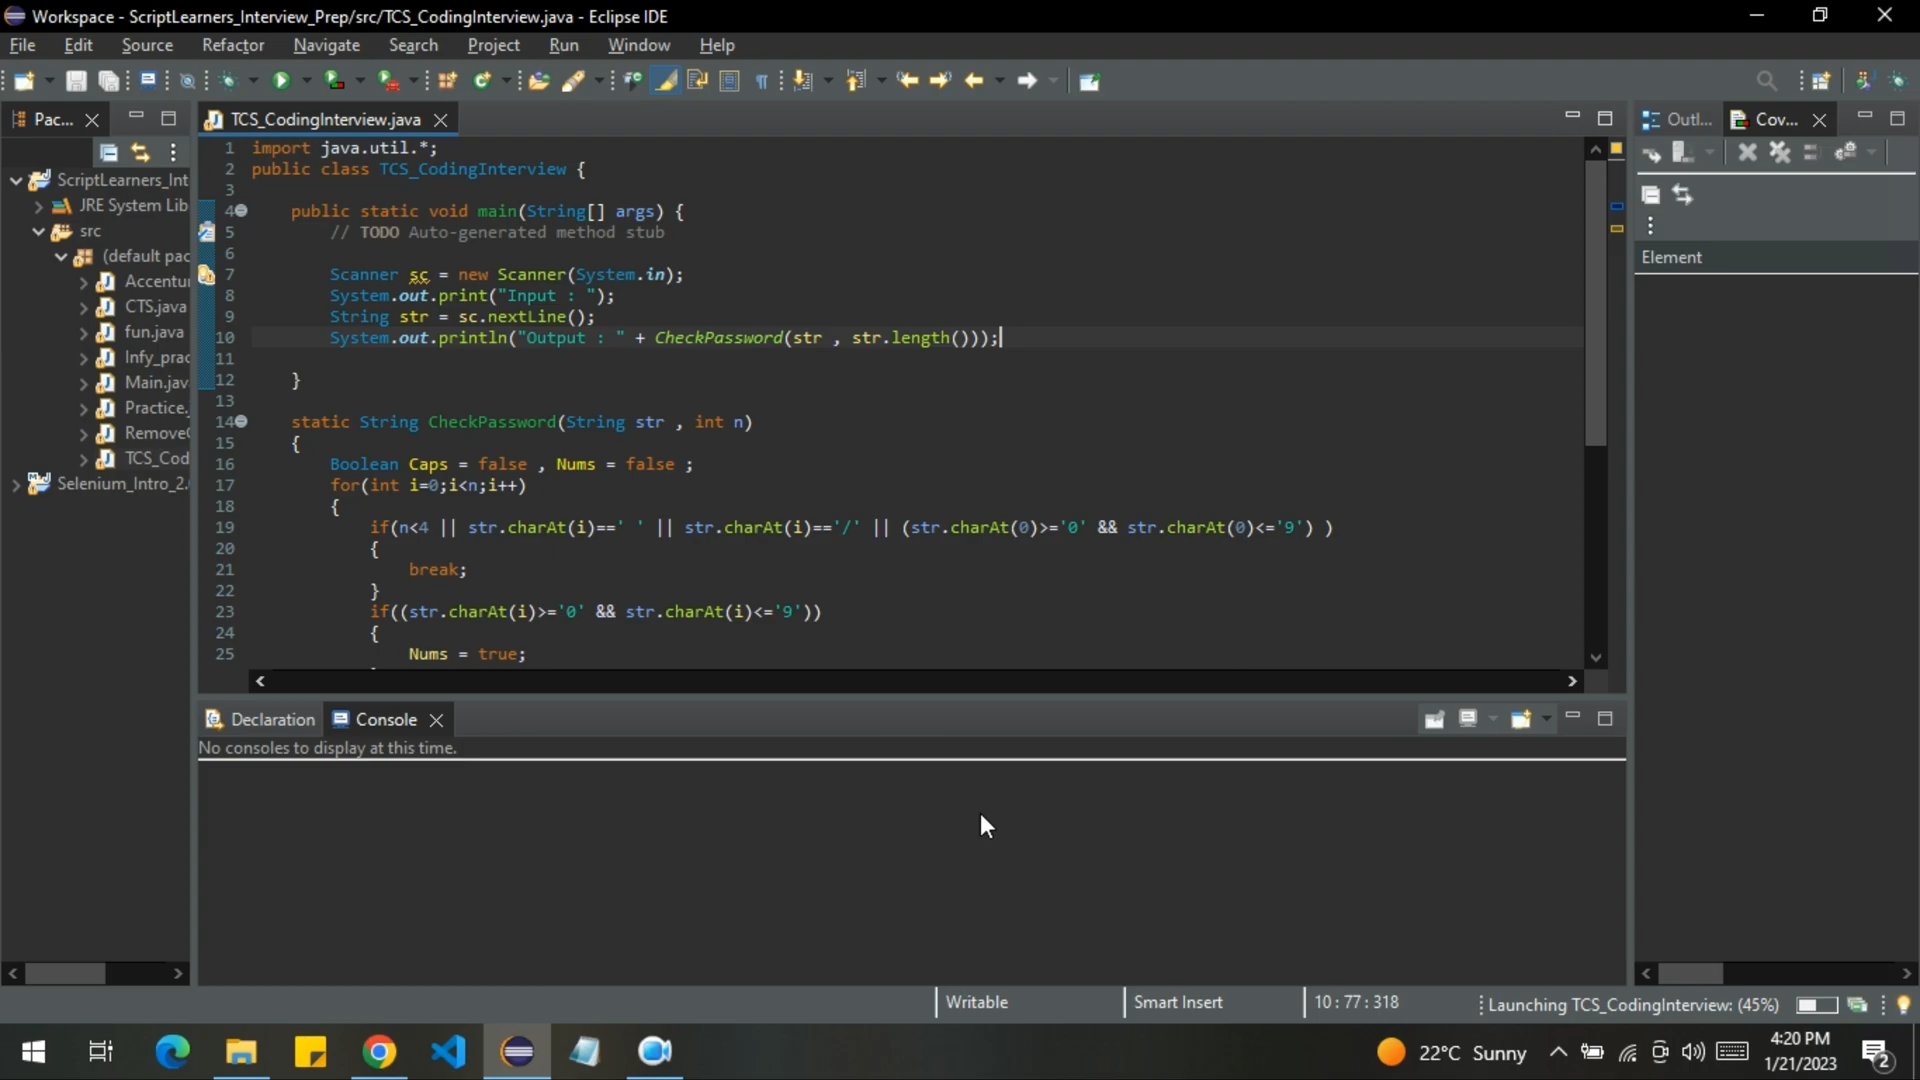 Workspace - ScriptLearners_Interview_Prep/src/TCS_CodingInterview.java - Eclipse IDE
File Edit Source Refactor Navigate Search Project Run Window Help
Pac...
TCS_CodingInterview.java
Outl...
Cov...
ScriptLearners_Int
JRE System Lib
src
(default pac
Accentur
CTS.java
fun.java
Infy_prac
Main.jav
Practice.
Remove
TCS_Cod
Selenium_Intro_2.
1 import java.util.*;
2 public class TCS_CodingInterview {
3
4 public static void main(String[] args) {
5 // TODO Auto-generated method stub
6
7 Scanner sc = new Scanner(System.in);
8 System.out.print("Input : ");
9 String str = sc.nextLine();
10 System.out.println("Output : " + CheckPassword(str , str.length()));
11
12 }
13
14 static String CheckPassword(String str , int n)
15 {
16 Boolean Caps = false , Nums = false ;
17 for(int i=0;i<n;i++)
18 {
19 if(n<4 || str.charAt(i)==' ' || str.charAt(i)=='/' || (str.charAt(0)>='0' && str.charAt(0)<='9') )
20 {
21 break;
22 }
23 if((str.charAt(i)>='0' && str.charAt(i)<='9'))
24 {
25 Nums = true;
Element
Declaration
Console
No consoles to display at this time.
Writable
Smart Insert
10 : 77 : 318
Launching TCS_CodingInterview: (45%)
22°C Sunny
4:20 PM
1/21/2023
2